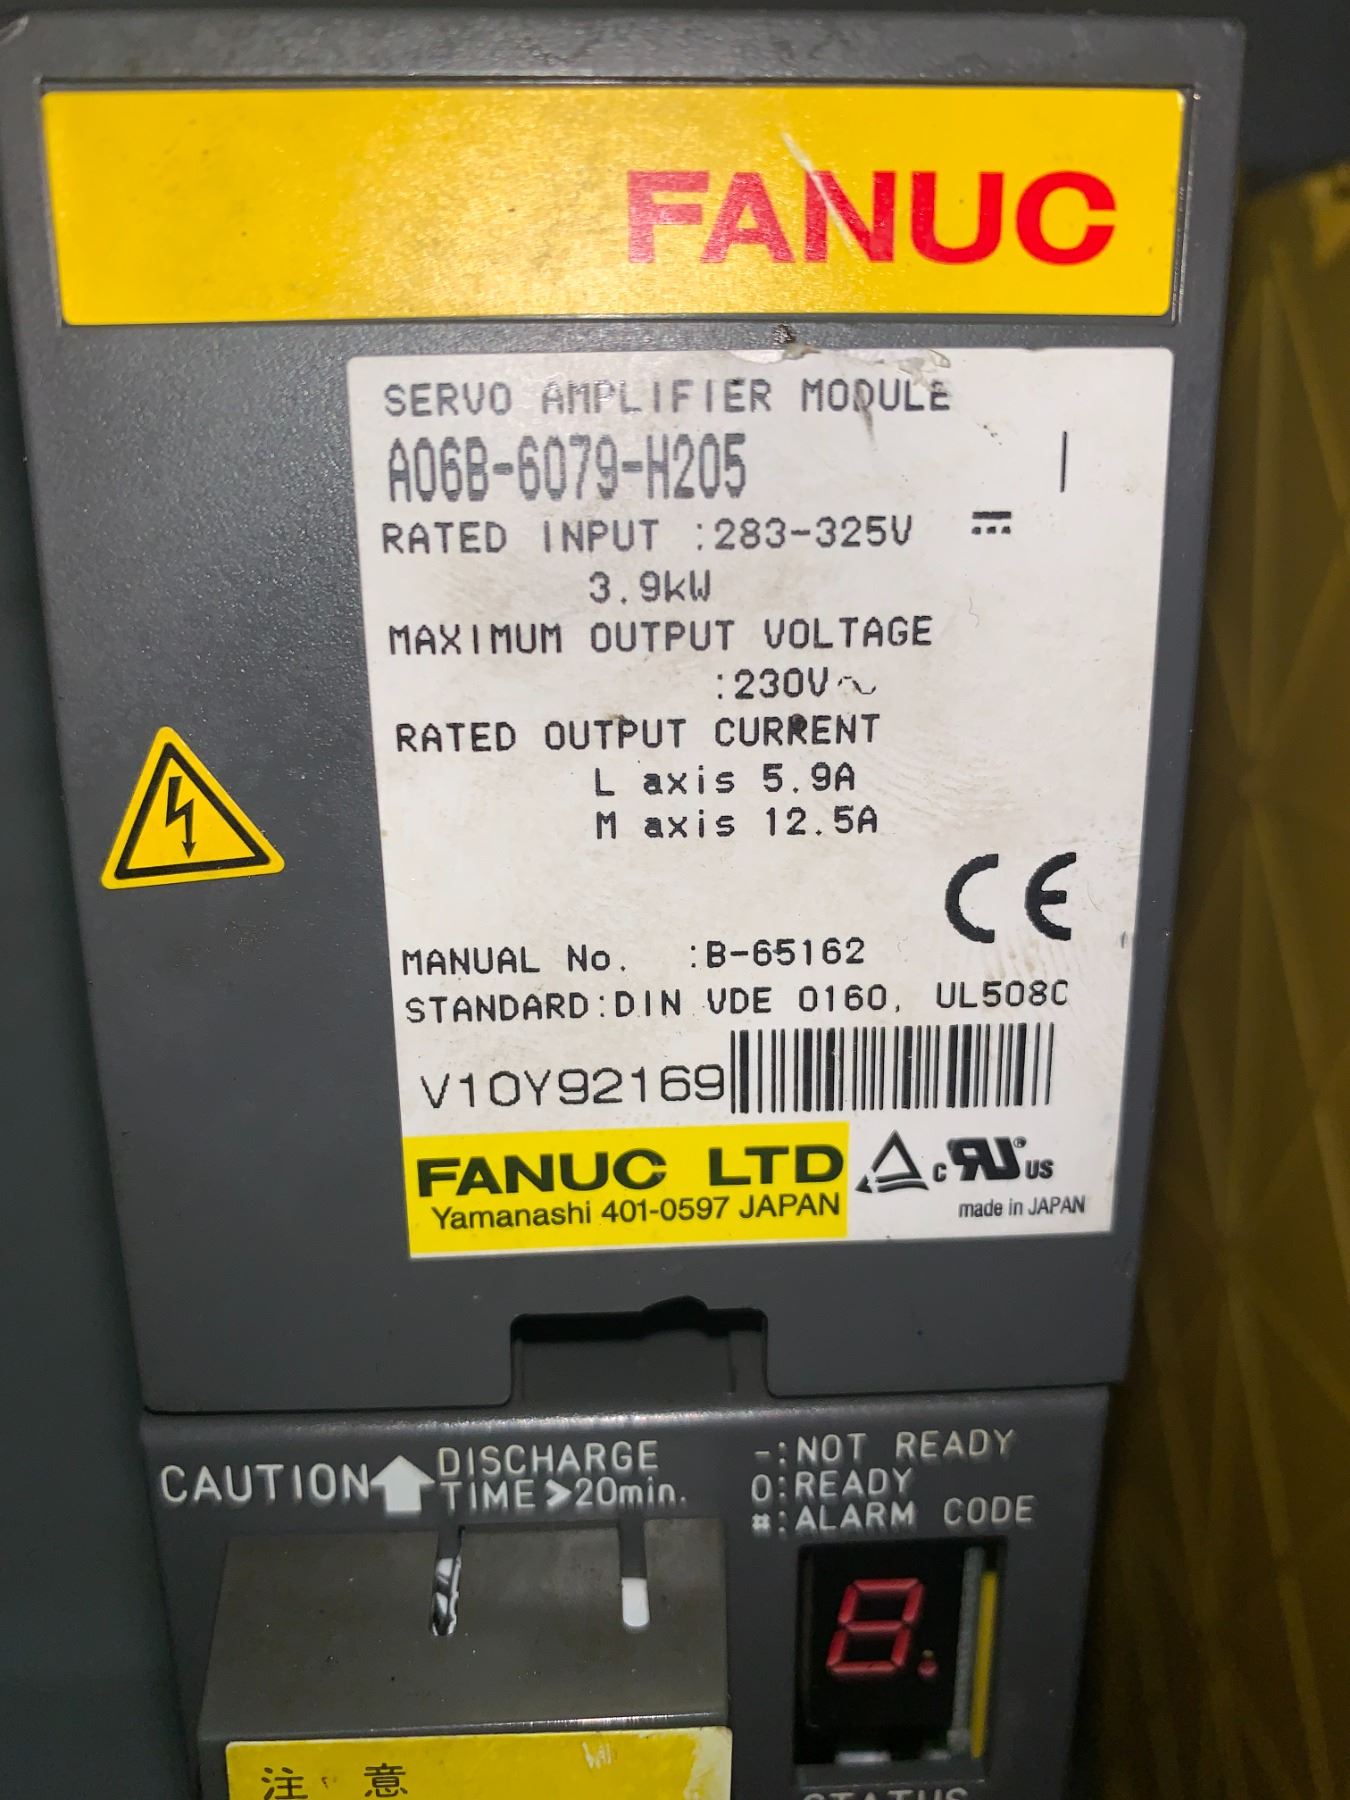 FANUC
SERVO AMPLIFIER MODULE
A06B-6079-H205 I
RATED INPUT :283-325V ⎓
3.9kW
MAXIMUM OUTPUT VOLTAGE
:230V~
RATED OUTPUT CURRENT
L axis 5.9A
M axis 12.5A
CE
MANUAL No. :B-65162
STANDARD:DIN VDE 0160, UL508C
V10Y92169
FANUC LTD
Yamanashi 401-0597 JAPAN
c RU ® US
made in JAPAN
CAUTION DISCHARGE
TIME>20min.
-:NOT READY
0:READY
#:ALARM CODE
8.
注意
STATUS